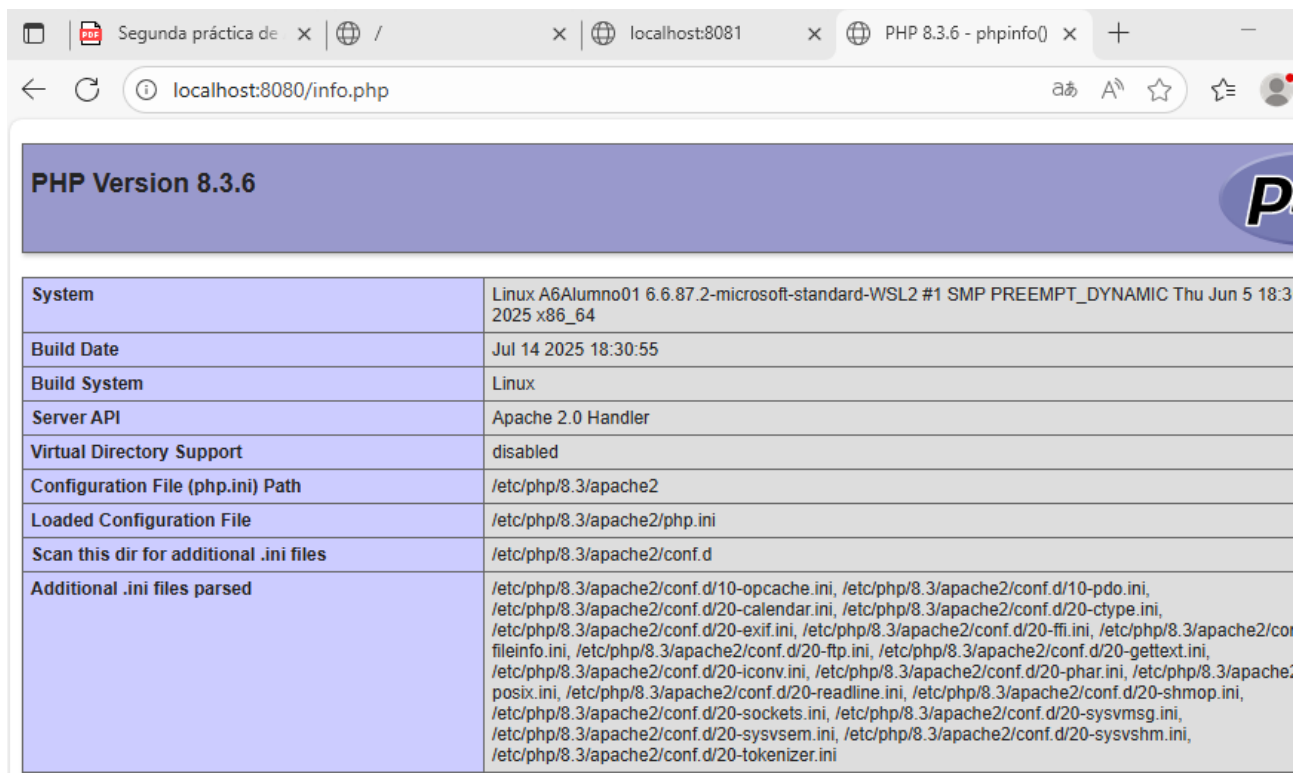 Segunda práctica de
/
localhost:8081
PHP 8.3.6 - phpinfo()
localhost:8080/info.php
PHP Version 8.3.6
System
Linux A6Alumno01 6.6.87.2-microsoft-standard-WSL2 #1 SMP PREEMPT_DYNAMIC Thu Jun 5 18:3
2025 x86_64
Build Date
Jul 14 2025 18:30:55
Build System
Linux
Server API
Apache 2.0 Handler
Virtual Directory Support
disabled
Configuration File (php.ini) Path
/etc/php/8.3/apache2
Loaded Configuration File
/etc/php/8.3/apache2/php.ini
Scan this dir for additional .ini files
/etc/php/8.3/apache2/conf.d
Additional .ini files parsed
/etc/php/8.3/apache2/conf.d/10-opcache.ini, /etc/php/8.3/apache2/conf.d/10-pdo.ini,
/etc/php/8.3/apache2/conf.d/20-calendar.ini, /etc/php/8.3/apache2/conf.d/20-ctype.ini,
/etc/php/8.3/apache2/conf.d/20-exif.ini, /etc/php/8.3/apache2/conf.d/20-ffi.ini, /etc/php/8.3/apache2/con
fileinfo.ini, /etc/php/8.3/apache2/conf.d/20-ftp.ini, /etc/php/8.3/apache2/conf.d/20-gettext.ini,
/etc/php/8.3/apache2/conf.d/20-iconv.ini, /etc/php/8.3/apache2/conf.d/20-phar.ini, /etc/php/8.3/apache2
posix.ini, /etc/php/8.3/apache2/conf.d/20-readline.ini, /etc/php/8.3/apache2/conf.d/20-shmop.ini,
/etc/php/8.3/apache2/conf.d/20-sockets.ini, /etc/php/8.3/apache2/conf.d/20-sysvmsg.ini,
/etc/php/8.3/apache2/conf.d/20-sysvsem.ini, /etc/php/8.3/apache2/conf.d/20-sysvshm.ini,
/etc/php/8.3/apache2/conf.d/20-tokenizer.ini